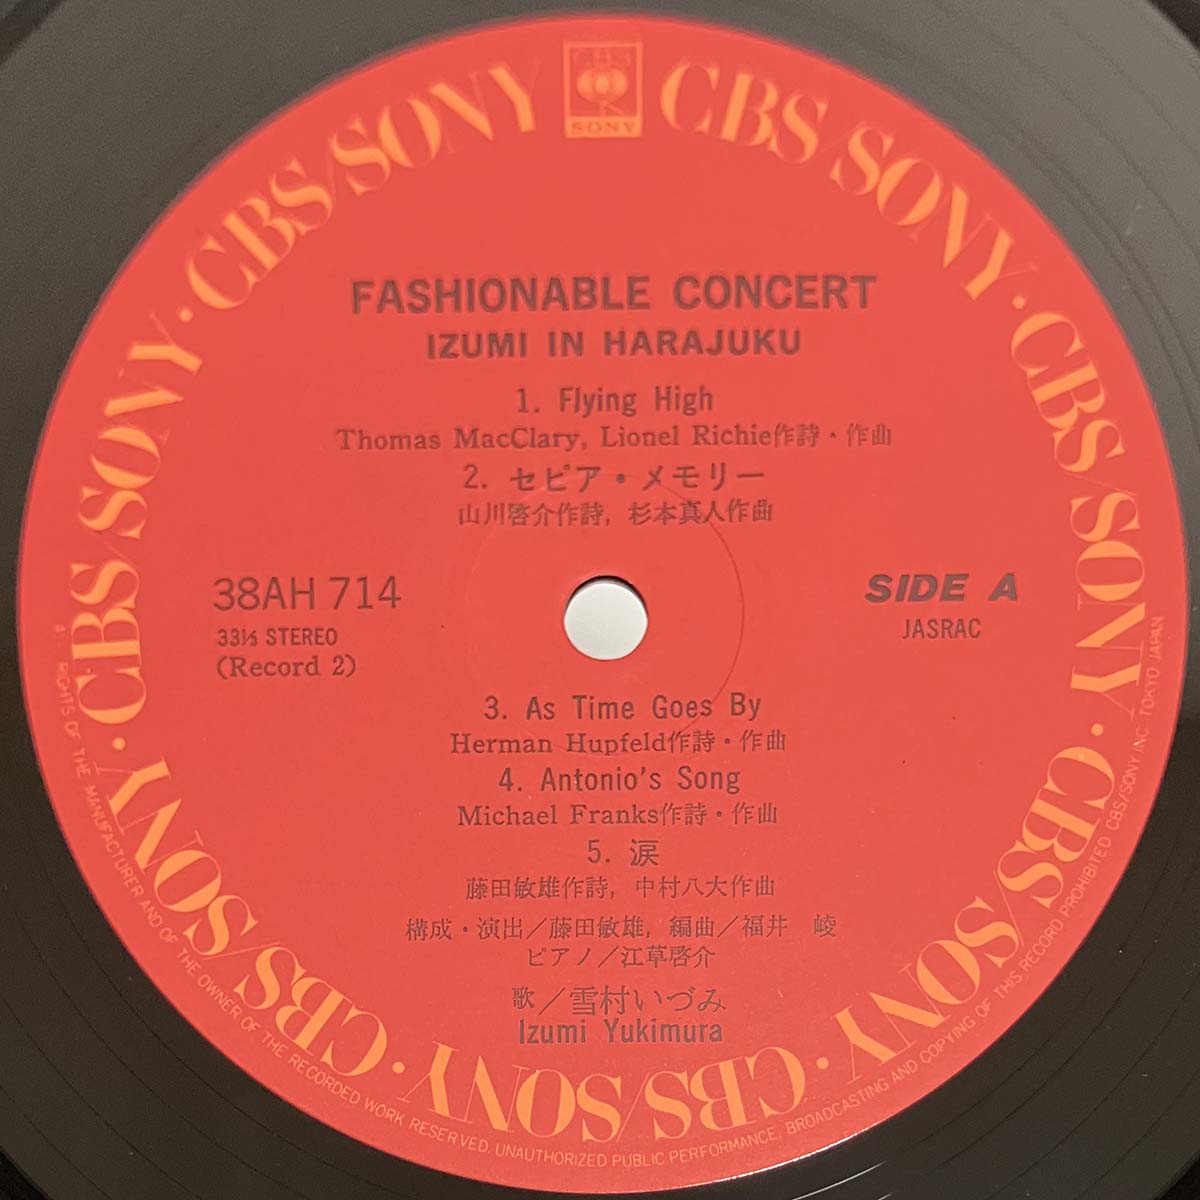 CBS SONY
CBS/SONY · CBS/SONY · CBS/SONY · CBS/SONY · CBS/SONY · CBS/SONY · CBS/SONY · CBS/SONY · CBS/SONY
FASHIONABLE CONCERT
IZUMI IN HARAJUKU
1. Flying High
Thomas MacClary, Lionel Richie作詩・作曲
2. セピア・メモリー
山川啓介作詩, 杉本真人作曲
38AH 714
33⅓ STEREO
(Record 2)
SIDE A
JASRAC
3. As Time Goes By
Herman Hupfeld作詩・作曲
4. Antonio's Song
Michael Franks作詩・作曲
5. 涙
藤田敏雄作詩, 中村八大作曲
構成・演出/藤田敏雄, 編曲/福井 崚
ピアノ/江草啓介
歌/雪村いづみ
Izumi Yukimura
RIGHTS OF THE MANUFACTURER AND OF THE OWNER OF THE RECORDED WORK RESERVED. UNAUTHORIZED PUBLIC PERFORMANCE, BROADCASTING AND COPYING OF THIS RECORD PROHIBITED CBS/SONY INC. TOKYO JAPAN